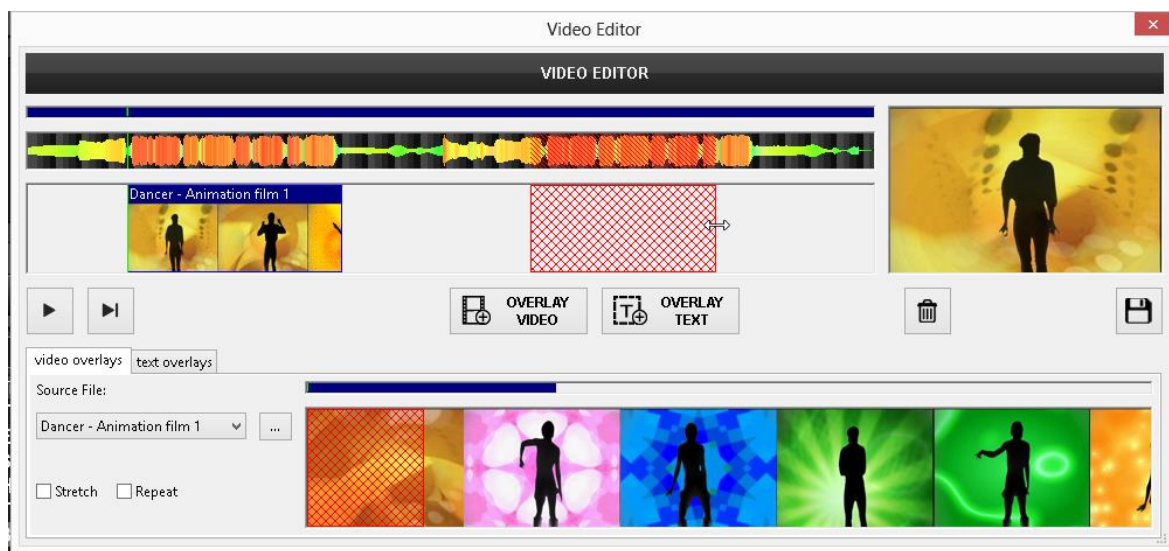 Video Editor
VIDEO EDITOR
Dancer - Animation film 1
OVERLAY
VIDEO
OVERLAY
TEXT
video overlays
text overlays
Source File:
Dancer - Animation film 1
...
Stretch
Repeat